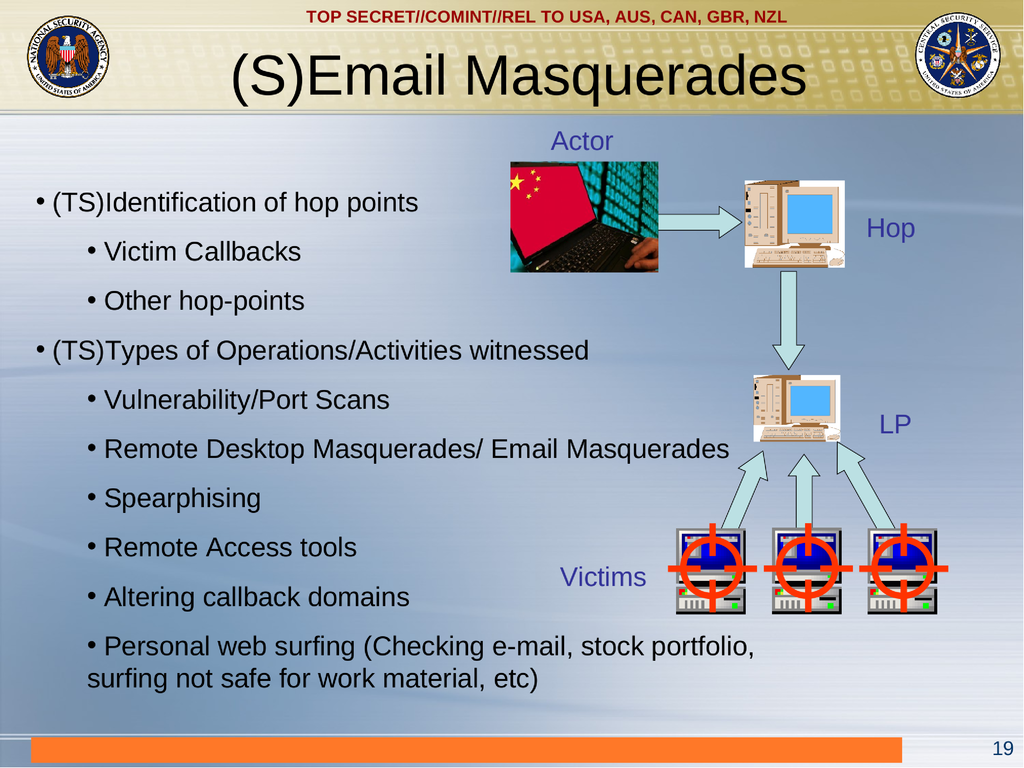 TOP SECRET//COMINT//REL TO USA, AUS, CAN, GBR, NZL
NATIONAL SECURITY AGENCY
UNITED STATES OF AMERICA
CENTRAL SECURITY SERVICE
UNITED STATES OF AMERICA
(S)Email Masquerades
Actor
• (TS)Identification of hop points
Hop
• Victim Callbacks
• Other hop-points
• (TS)Types of Operations/Activities witnessed
• Vulnerability/Port Scans
LP
• Remote Desktop Masquerades/ Email Masquerades
• Spearphising
• Remote Access tools
Victims
• Altering callback domains
• Personal web surfing (Checking e-mail, stock portfolio,
surfing not safe for work material, etc)
19